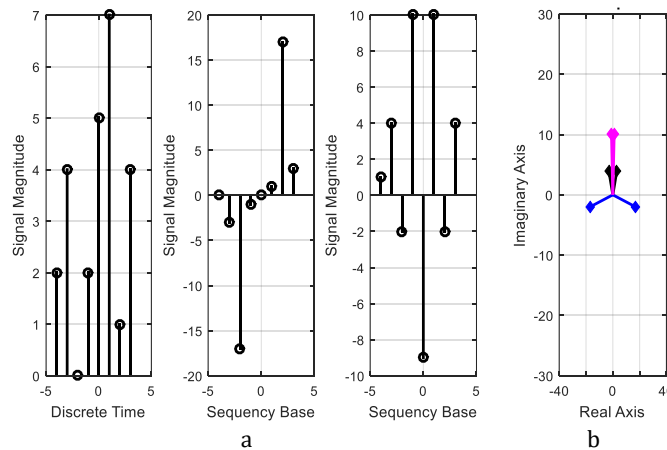 7
6
5
4
3
2
1
0
-5 0 5
Signal Magnitude
Discrete Time
20
15
10
5
0
-5
-10
-15
-20
-5 0 5
Signal Magnitude
Sequency Base
10
8
6
4
2
0
-2
-4
-6
-8
-10
-5 0 5
Signal Magnitude
Sequency Base
30
20
10
0
-10
-20
-30
-40 0 40
Imaginary Axis
Real Axis
a
b